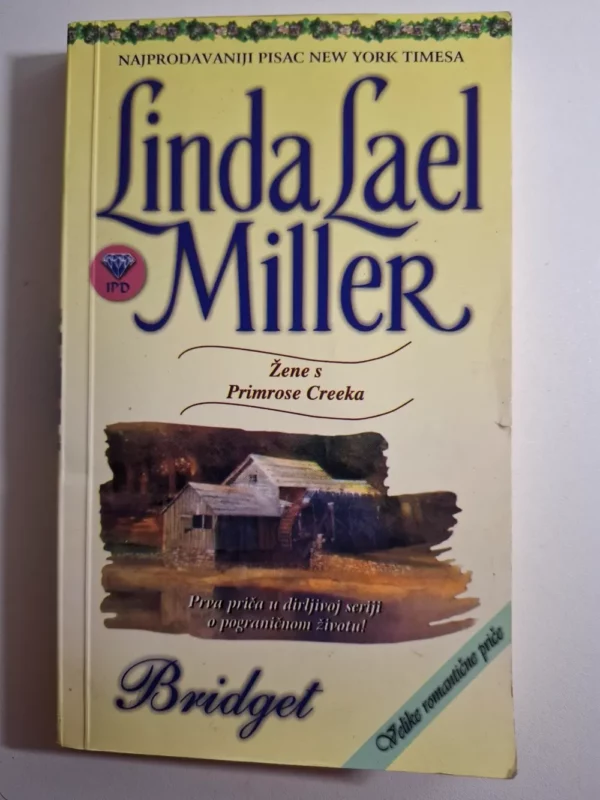 NAJPRODAVANIJI PISAC NEW YORK TIMESA
Linda Lael
Miller
IPD
Žene s
Primrose Creeka
Prva priča u dirljivoj seriji
o pograničnom životu!
Bridget
Velike romantične priče